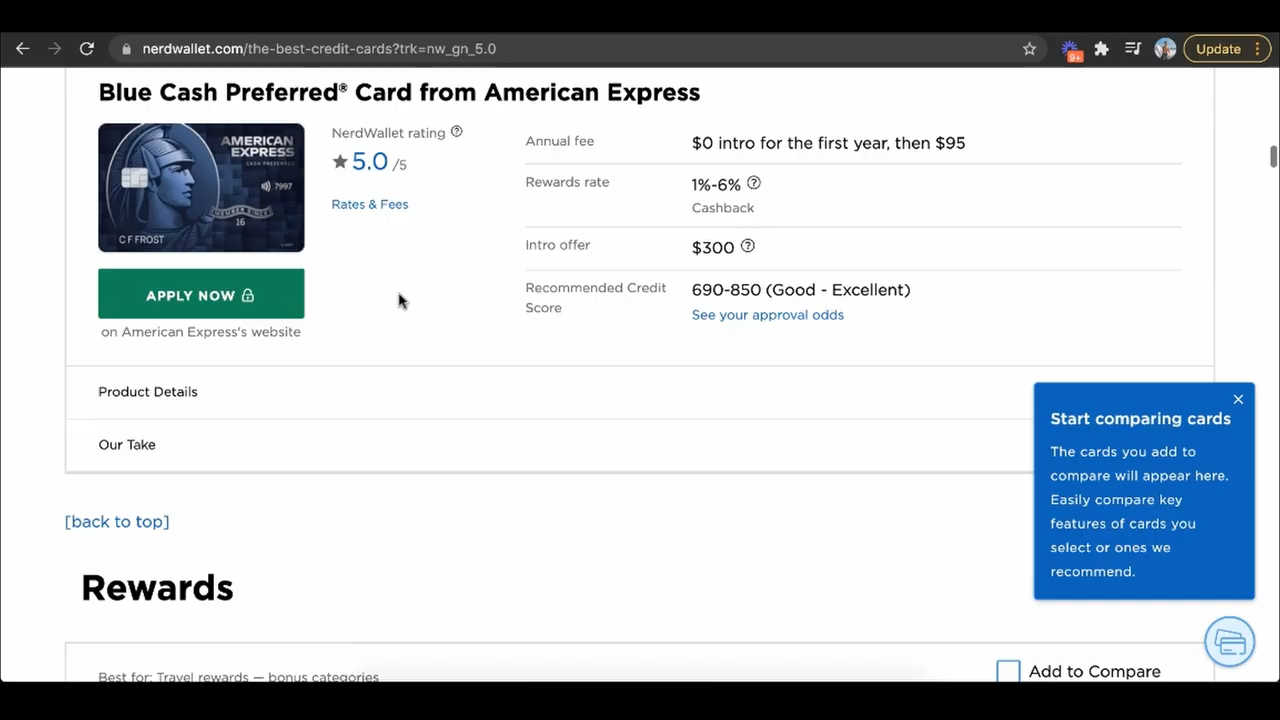 nerdwallet.com/the-best-credit-cards?trk=nw_gn_5.0
9+
Update
Blue Cash Preferred® Card from American Express
AMERICAN
EXPRESS
CASH PREFERRED
7997
MEMBER SINCE
16
C F FROST
NerdWallet rating
5.0 /5
Rates & Fees
APPLY NOW
on American Express's website
Annual fee
$0 intro for the first year, then $95
Rewards rate
1%-6%
Cashback
Intro offer
$300
Recommended Credit
Score
690-850 (Good - Excellent)
See your approval odds
Product Details
Our Take
Start comparing cards
The cards you add to
compare will appear here.
Easily compare key
features of cards you
select or ones we
recommend.
[back to top]
Rewards
Best for: Travel rewards — bonus categories
Add to Compare